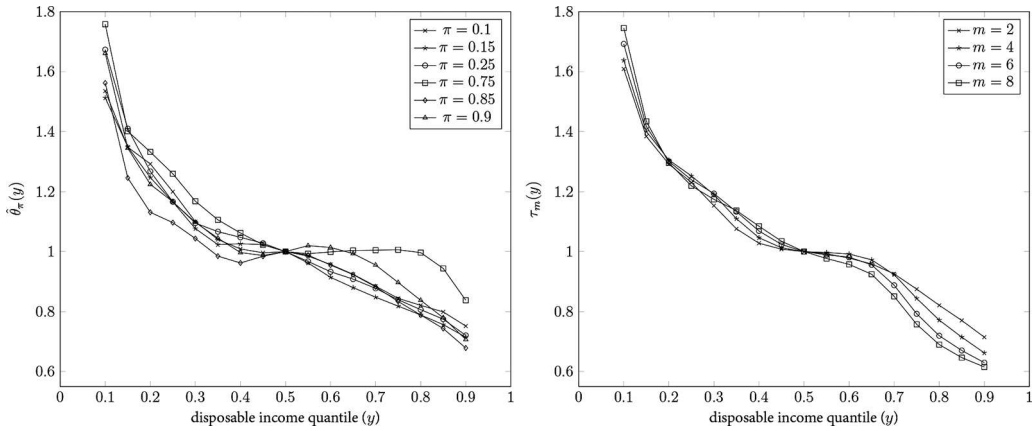 1.8
1.6
1.4
1.2
1
0.8
0.6
θ̂π(y)
0 0.1 0.2 0.3 0.4 0.5 0.6 0.7 0.8 0.9 1
disposable income quantile (y)
π = 0.1
π = 0.15
π = 0.25
π = 0.75
π = 0.85
π = 0.9
1.8
1.6
1.4
1.2
1
0.8
0.6
τm(y)
0 0.1 0.2 0.3 0.4 0.5 0.6 0.7 0.8 0.9 1
disposable income quantile (y)
m = 2
m = 4
m = 6
m = 8